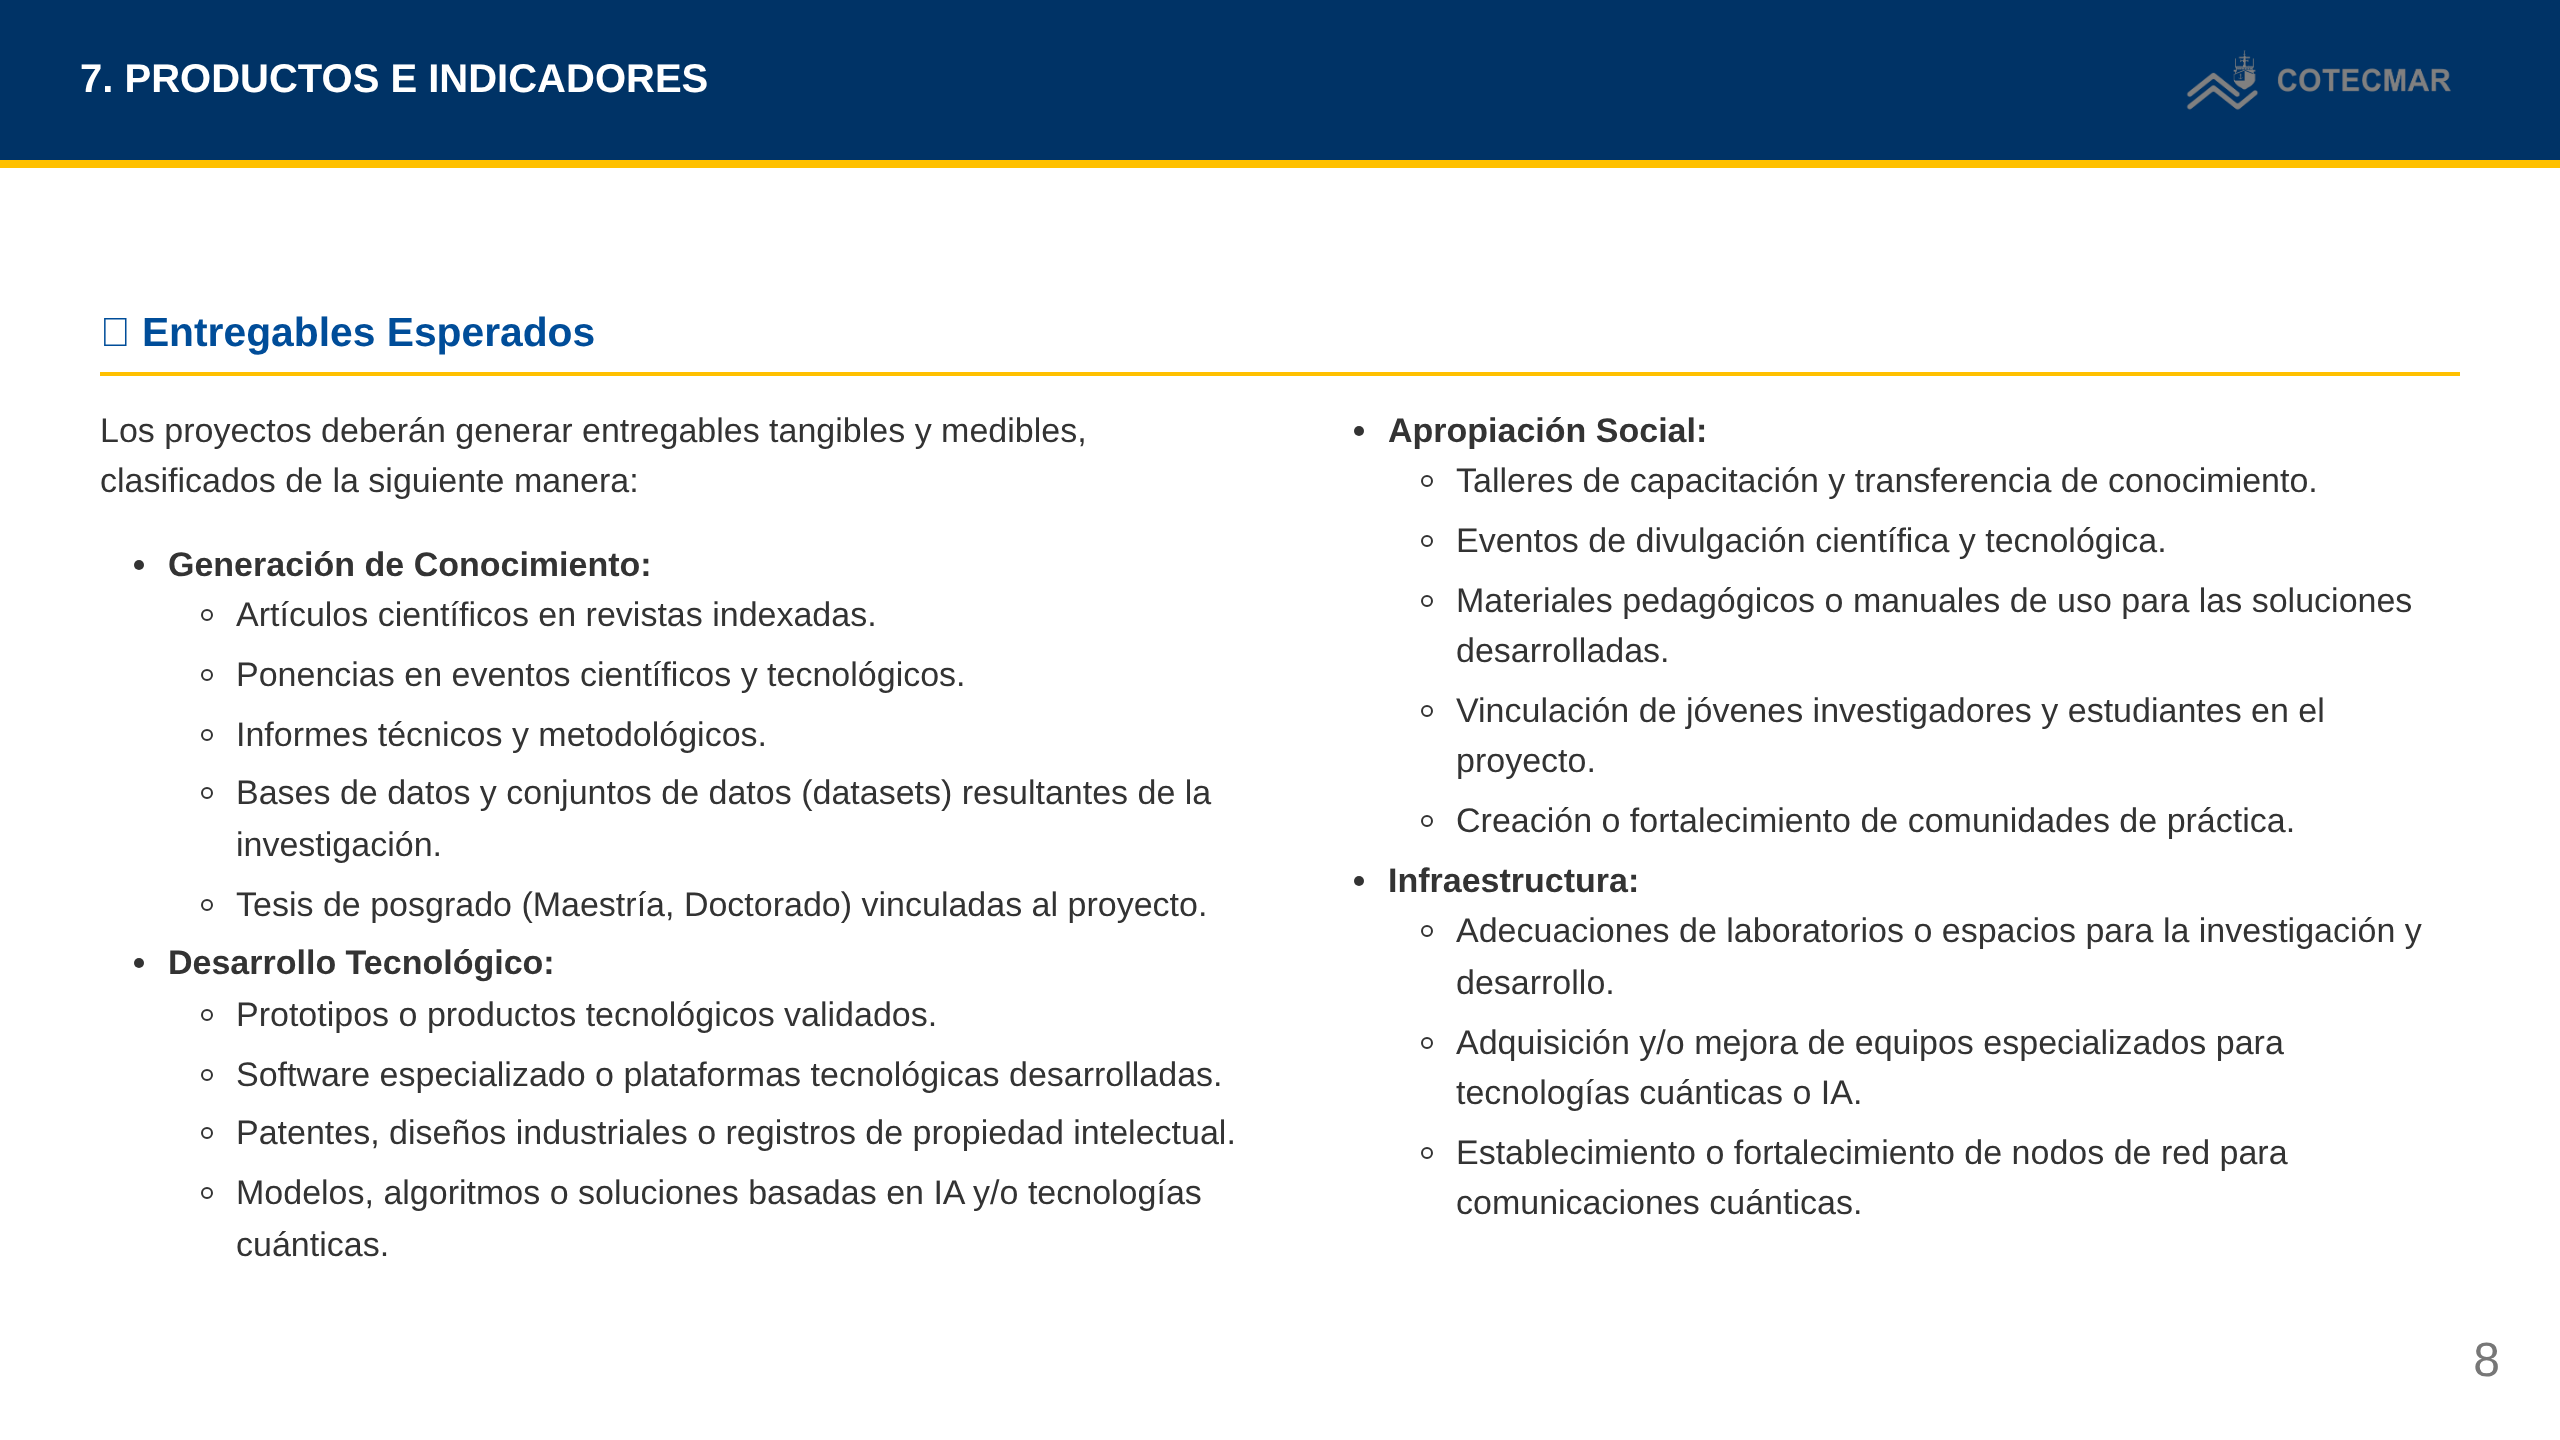 7. PRODUCTOS E INDICADORES
COTECMAR
Entregables Esperados
Los proyectos deberán generar entregables tangibles y medibles,
clasificados de la siguiente manera:
• Generación de Conocimiento:
◦ Artículos científicos en revistas indexadas.
◦ Ponencias en eventos científicos y tecnológicos.
◦ Informes técnicos y metodológicos.
◦ Bases de datos y conjuntos de datos (datasets) resultantes de la
investigación.
◦ Tesis de posgrado (Maestría, Doctorado) vinculadas al proyecto.
• Desarrollo Tecnológico:
◦ Prototipos o productos tecnológicos validados.
◦ Software especializado o plataformas tecnológicas desarrolladas.
◦ Patentes, diseños industriales o registros de propiedad intelectual.
◦ Modelos, algoritmos o soluciones basadas en IA y/o tecnologías
cuánticas.
• Apropiación Social:
◦ Talleres de capacitación y transferencia de conocimiento.
◦ Eventos de divulgación científica y tecnológica.
◦ Materiales pedagógicos o manuales de uso para las soluciones
desarrolladas.
◦ Vinculación de jóvenes investigadores y estudiantes en el
proyecto.
◦ Creación o fortalecimiento de comunidades de práctica.
• Infraestructura:
◦ Adecuaciones de laboratorios o espacios para la investigación y
desarrollo.
◦ Adquisición y/o mejora de equipos especializados para
tecnologías cuánticas o IA.
◦ Establecimiento o fortalecimiento de nodos de red para
comunicaciones cuánticas.
8